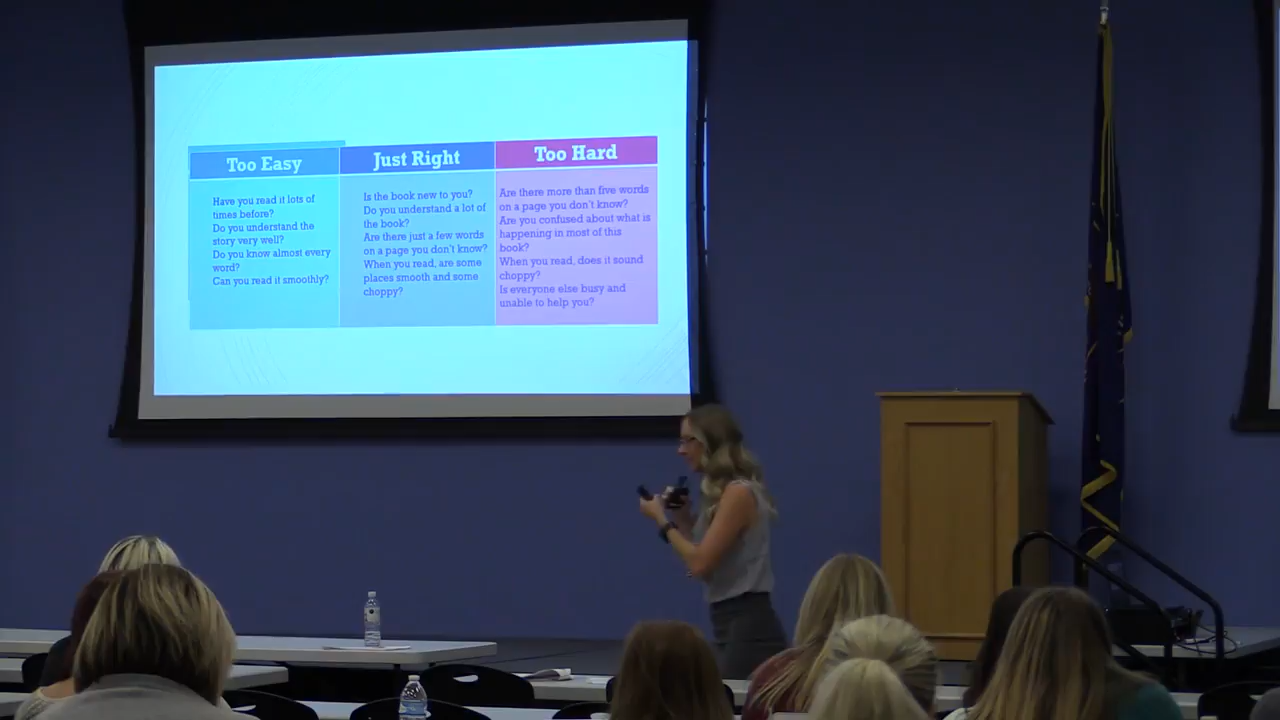 Too Easy
Have you read it lots of
times before?
Do you understand the
story very well?
Do you know almost every
word?
Can you read it smoothly?
Just Right
Is the book new to you?
Do you understand a lot of
the book?
Are there just a few words
on a page you don't know?
When you read, are some
places smooth and some
choppy?
Too Hard
Are there more than five words
on a page you don't know?
Are you confused about what is
happening in most of this
book?
When you read, does it sound
choppy?
Is everyone else busy and
unable to help you?